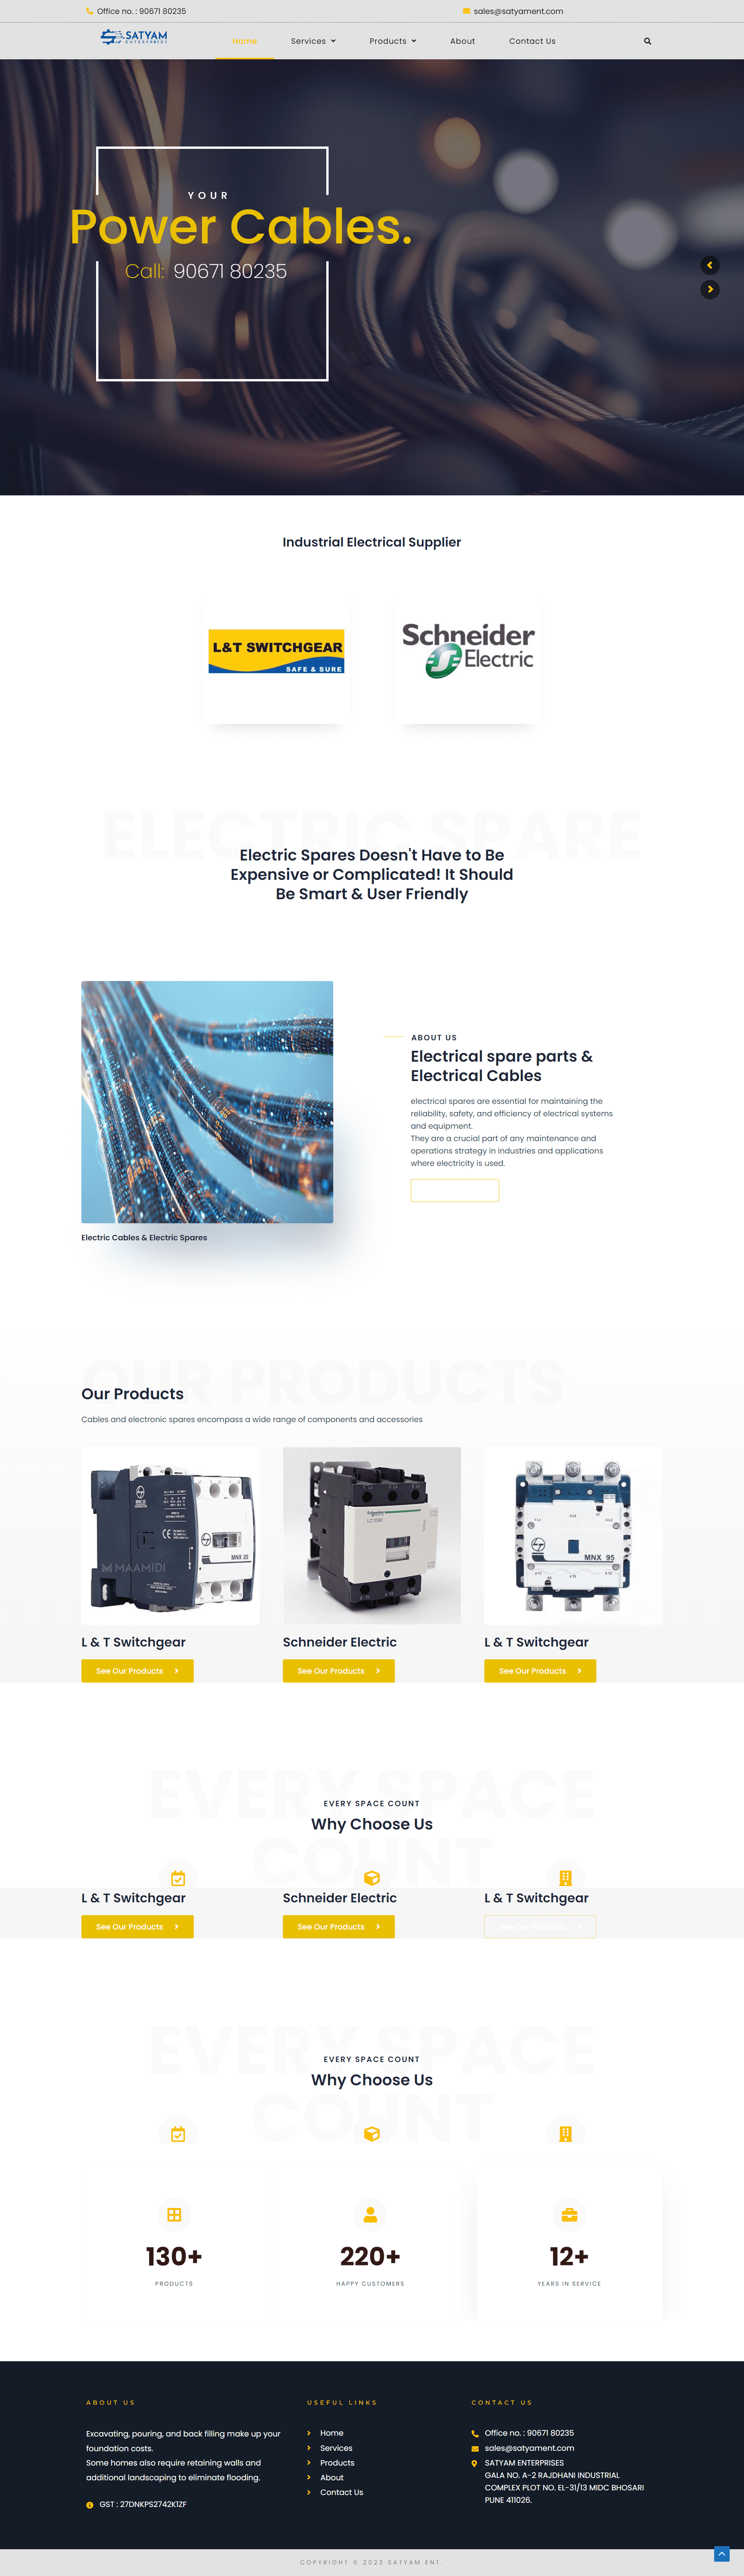 Office no. : 90671 80235
sales@satyament.com
SATYAM
ENTERPRISES
Home
Services
Products
About
Contact Us
YOUR
Power Cables.
Call: 90671 80235
Industrial Electrical Supplier
L&T SWITCHGEAR
SAFE & SURE
Schneider
Electric
ELECTRIC SPARE
Electric Spares Doesn't Have to Be
Expensive or Complicated! It Should
Be Smart & User Friendly
ABOUT US
Electrical spare parts &
Electrical Cables
electrical spares are essential for maintaining the
reliability, safety, and efficiency of electrical systems
and equipment.
They are a crucial part of any maintenance and
operations strategy in industries and applications
where electricity is used.
Electric Cables & Electric Spares
OUR PRODUCTS
Our Products
Cables and electronic spares encompass a wide range of components and accessories
MAAMIDI
MNX 25
MNX 95
L & T Switchgear
Schneider Electric
L & T Switchgear
See Our Products
See Our Products
See Our Products
EVERY SPACE
COUNT
EVERY SPACE COUNT
Why Choose Us
L & T Switchgear
Schneider Electric
L & T Switchgear
See Our Products
See Our Products
See Our Products
EVERY SPACE
COUNT
EVERY SPACE COUNT
Why Choose Us
130+
PRODUCTS
220+
HAPPY CUSTOMERS
12+
YEARS IN SERVICE
ABOUT US
Excavating, pouring, and back filling make up your
foundation costs.
Some homes also require retaining walls and
additional landscaping to eliminate flooding.
GST : 27DNKPS2742K1ZF
USEFUL LINKS
Home
Services
Products
About
Contact Us
CONTACT US
Office no. : 90671 80235
sales@satyament.com
SATYAM ENTERPRISES
GALA NO. A-2 RAJDHANI INDUSTRIAL
COMPLEX PLOT NO. EL-31/13 MIDC BHOSARI
PUNE 411026.
COPYRIGHT © 2023 SATYAM ENT.